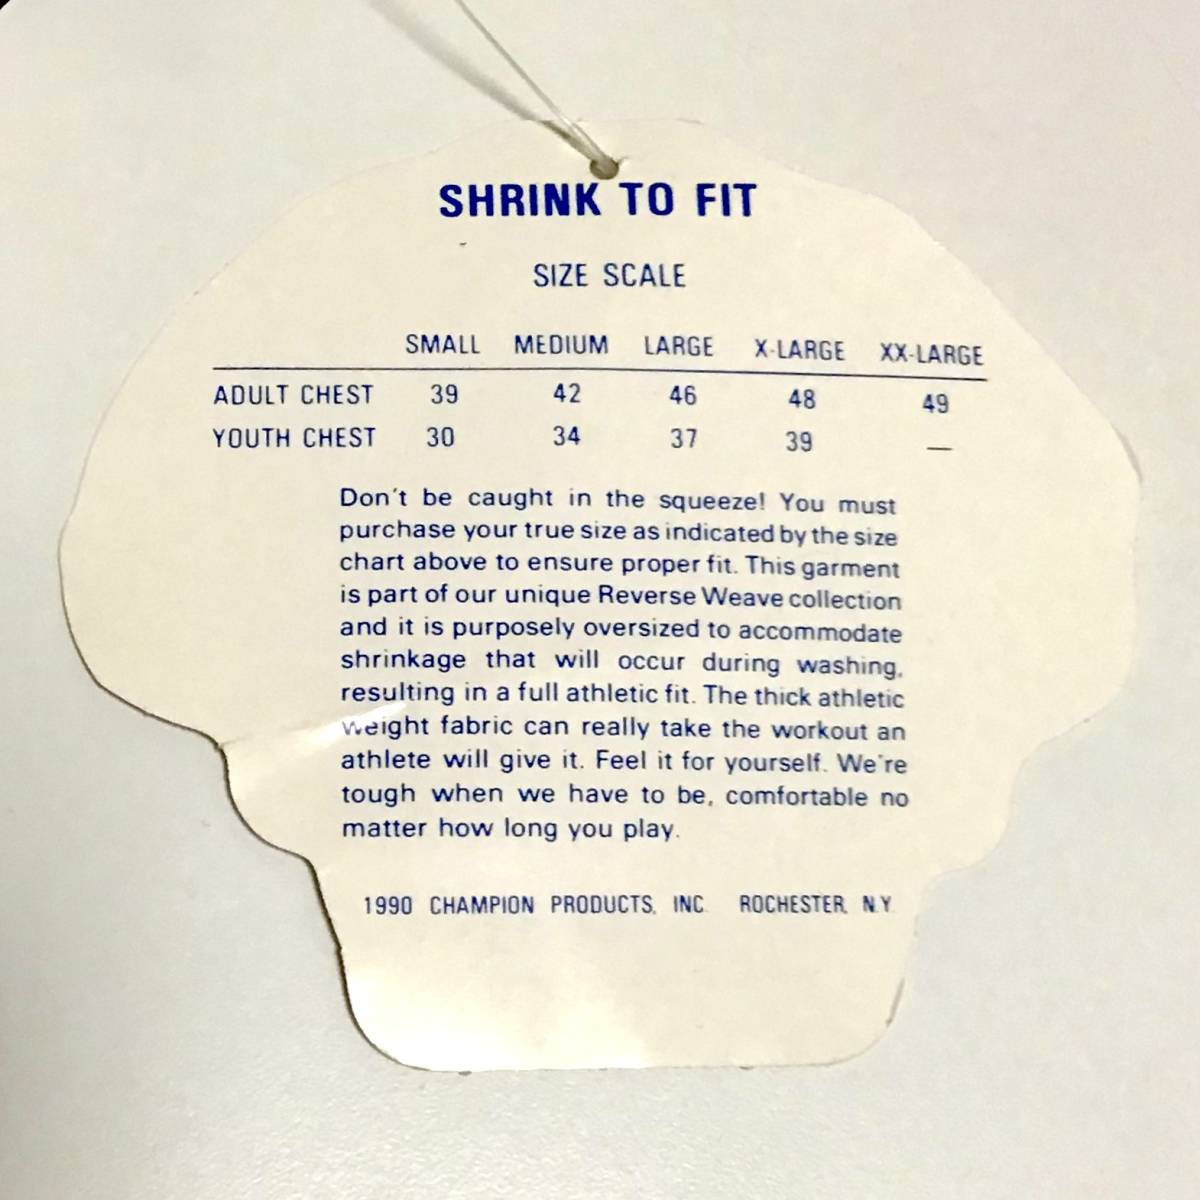 SHRINK TO FIT
SIZE SCALE
SMALL MEDIUM LARGE X-LARGE XX-LARGE
ADULT CHEST 39 42 46 48 49
YOUTH CHEST 30 34 37 39 —
Don't be caught in the squeeze! You must
purchase your true size as indicated by the size
chart above to ensure proper fit. This garment
is part of our unique Reverse Weave collection
and it is purposely oversized to accommodate
shrinkage that will occur during washing,
resulting in a full athletic fit. The thick athletic
weight fabric can really take the workout an
athlete will give it. Feel it for yourself. We're
tough when we have to be, comfortable no
matter how long you play.
1990 CHAMPION PRODUCTS, INC. ROCHESTER, N.Y.